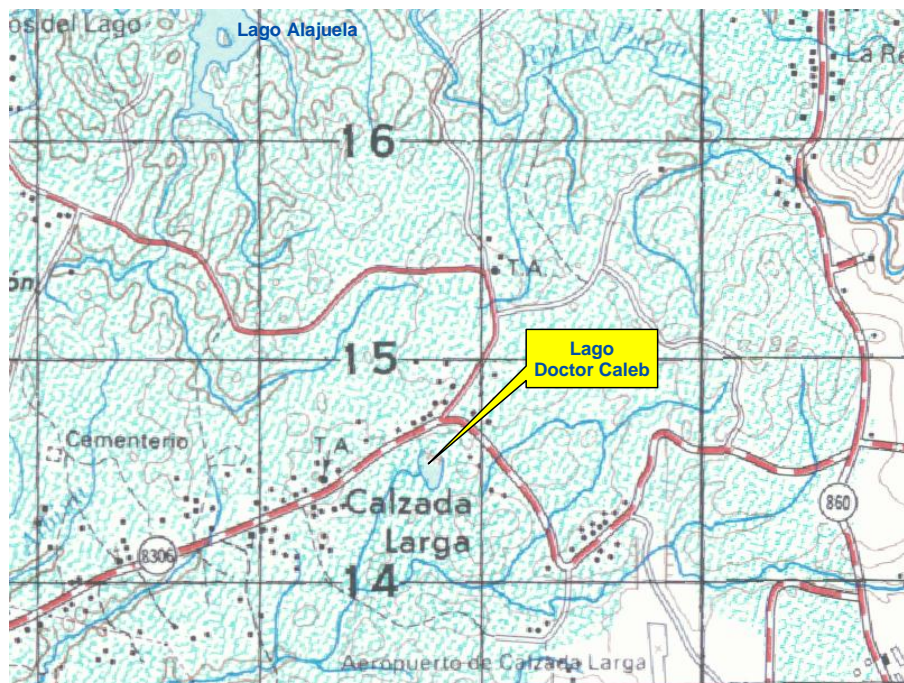 os del Lago
Lago Alajuela
La Re
16
T.A.
ón
15
Lago
Doctor Caleb
192
Cementerio
T.A.
Calzada
Larga
860
8306
14
Aeropuerto de Calzada Larga